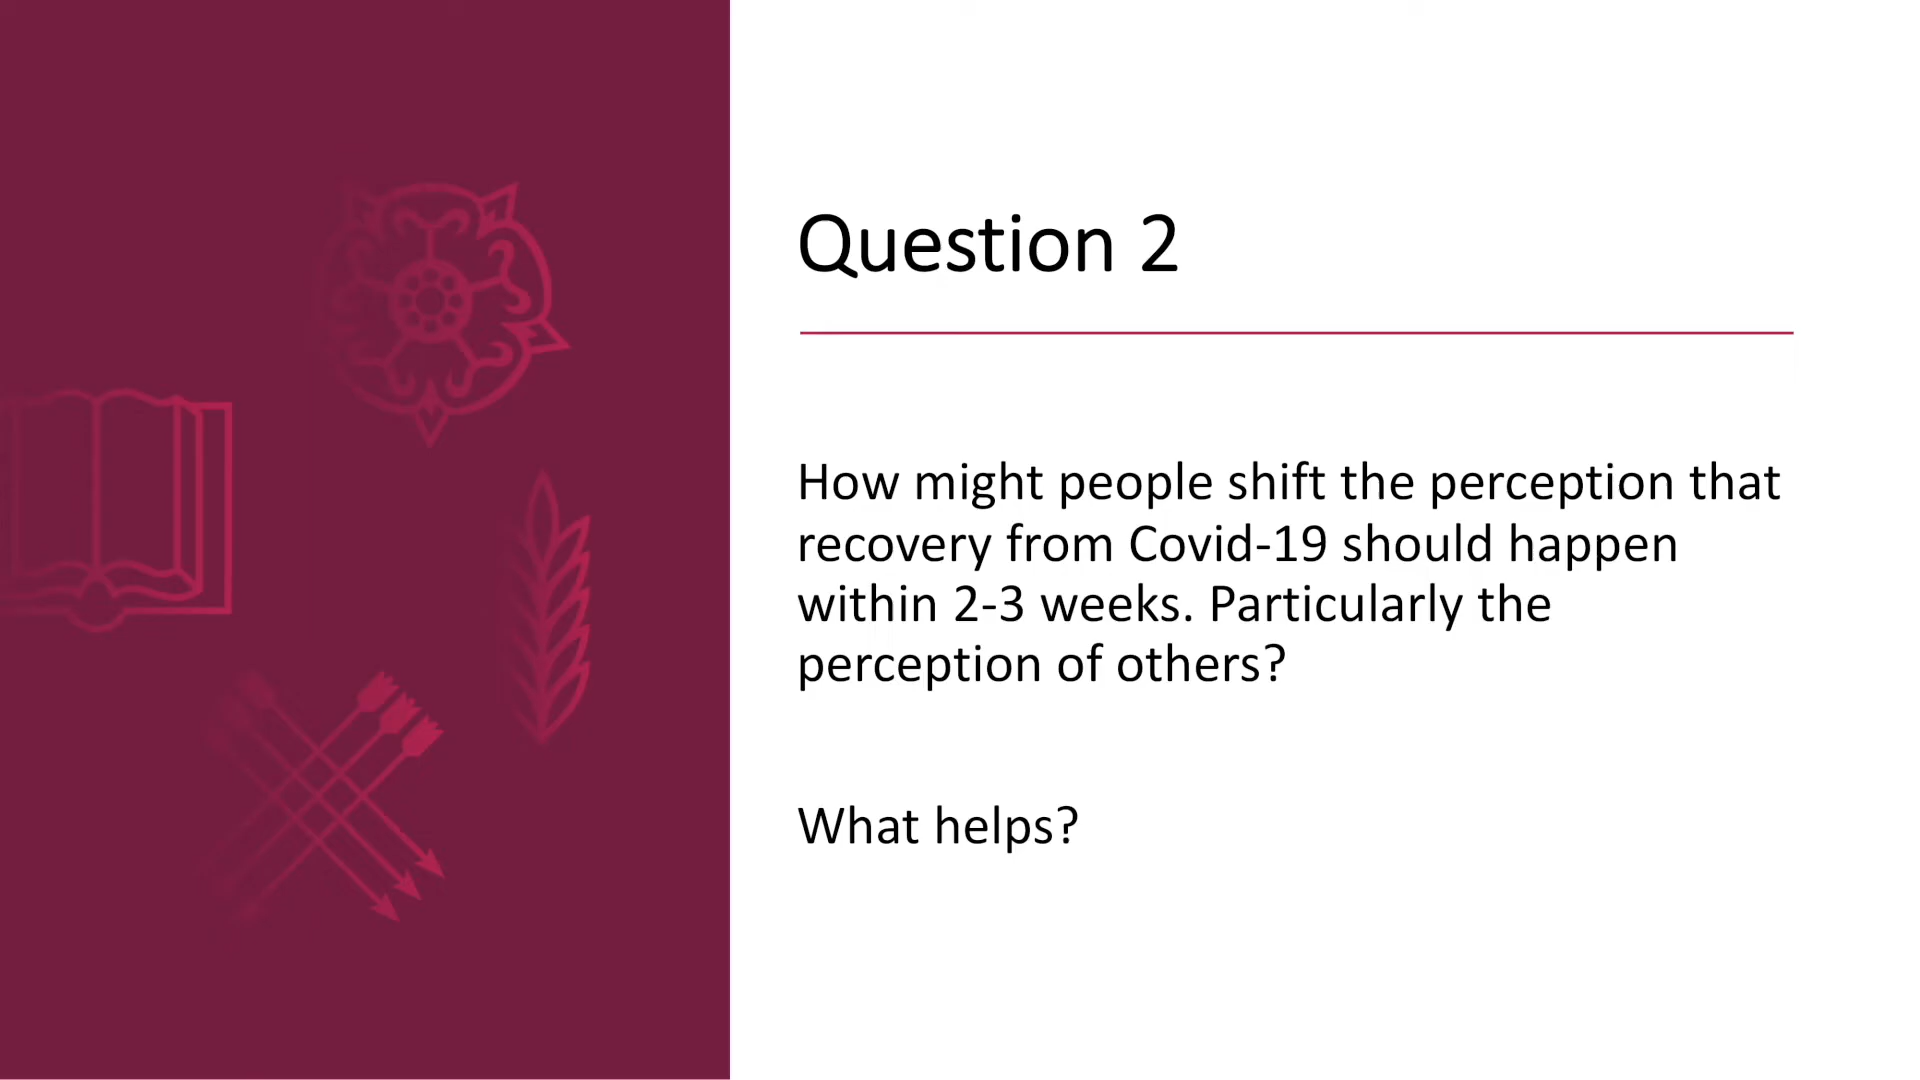 Question 2
How might people shift the perception that
recovery from Covid-19 should happen
within 2-3 weeks. Particularly the
perception of others?
What helps?